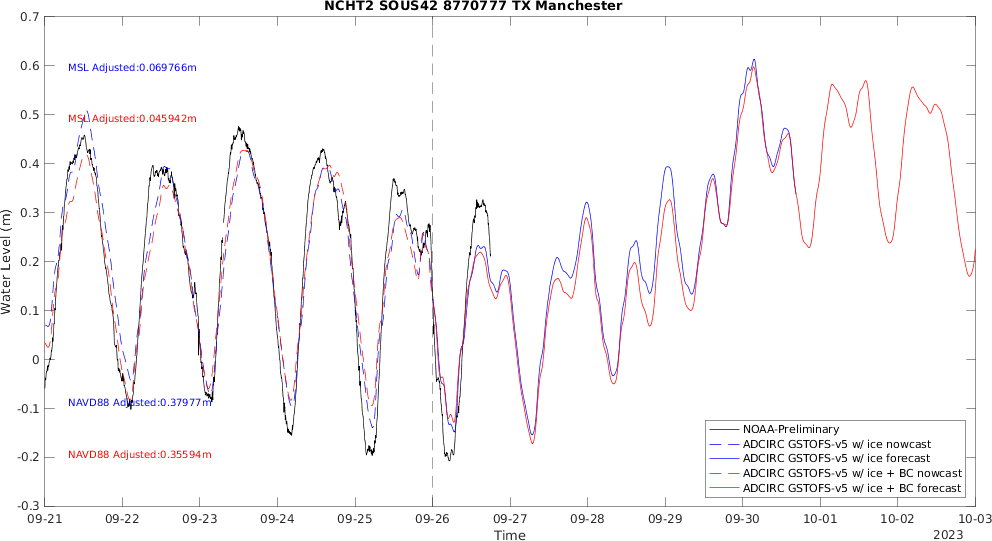 NCHT2 SOUS42 8770777 TX Manchester
0.7
0.6
0.5
0.4
0.3
0.2
0.1
0
-0.1
-0.2
-0.3
Water Level (m)
MSL Adjusted:0.069766m
MSL Adjusted:0.045942m
NAVD88 Adjusted:0.37977m
NAVD88 Adjusted:0.35594m
NOAA-Preliminary
ADCIRC GSTOFS-v5 w/ ice nowcast
ADCIRC GSTOFS-v5 w/ ice forecast
ADCIRC GSTOFS-v5 w/ ice + BC nowcast
ADCIRC GSTOFS-v5 w/ ice + BC forecast
09-21 09-22 09-23 09-24 09-25 09-26 09-27 09-28 09-29 09-30 10-01 10-02 10-03
Time
2023